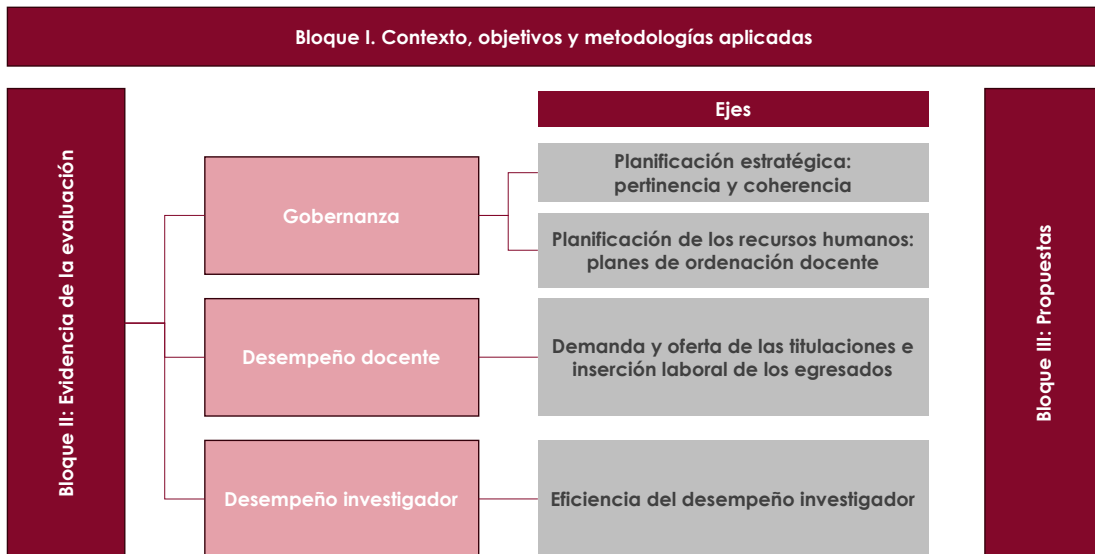 Bloque I. Contexto, objetivos y metodologías aplicadas
Bloque II: Evidencia de la evaluación
Ejes
Gobernanza
Planificación estratégica:
pertinencia y coherencia
Planificación de los recursos humanos:
planes de ordenación docente
Desempeño docente
Demanda y oferta de las titulaciones e
inserción laboral de los egresados
Desempeño investigador
Eficiencia del desempeño investigador
Bloque III: Propuestas